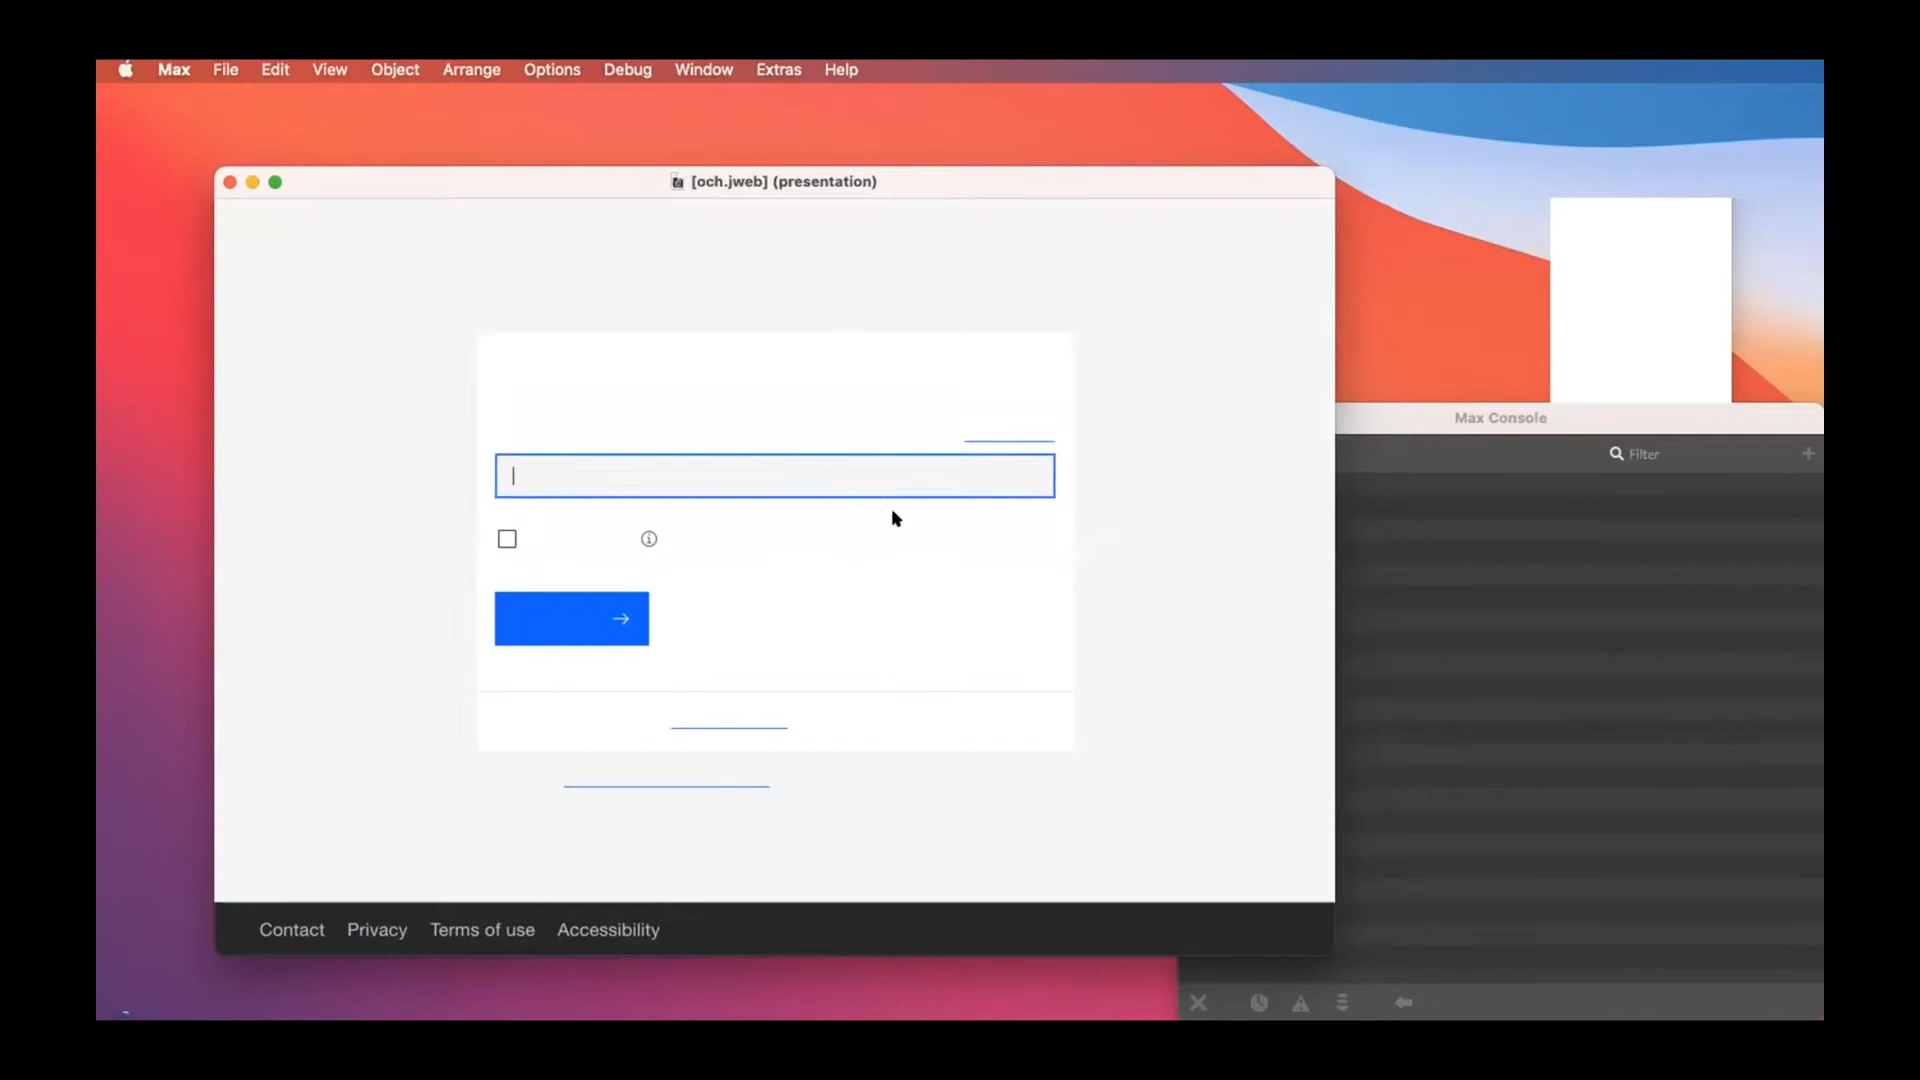 Max File Edit View Object Arrange Options Debug Window Extras Help
[och.jweb] (presentation)
Max Console
Filter
Contact Privacy Terms of use Accessibility